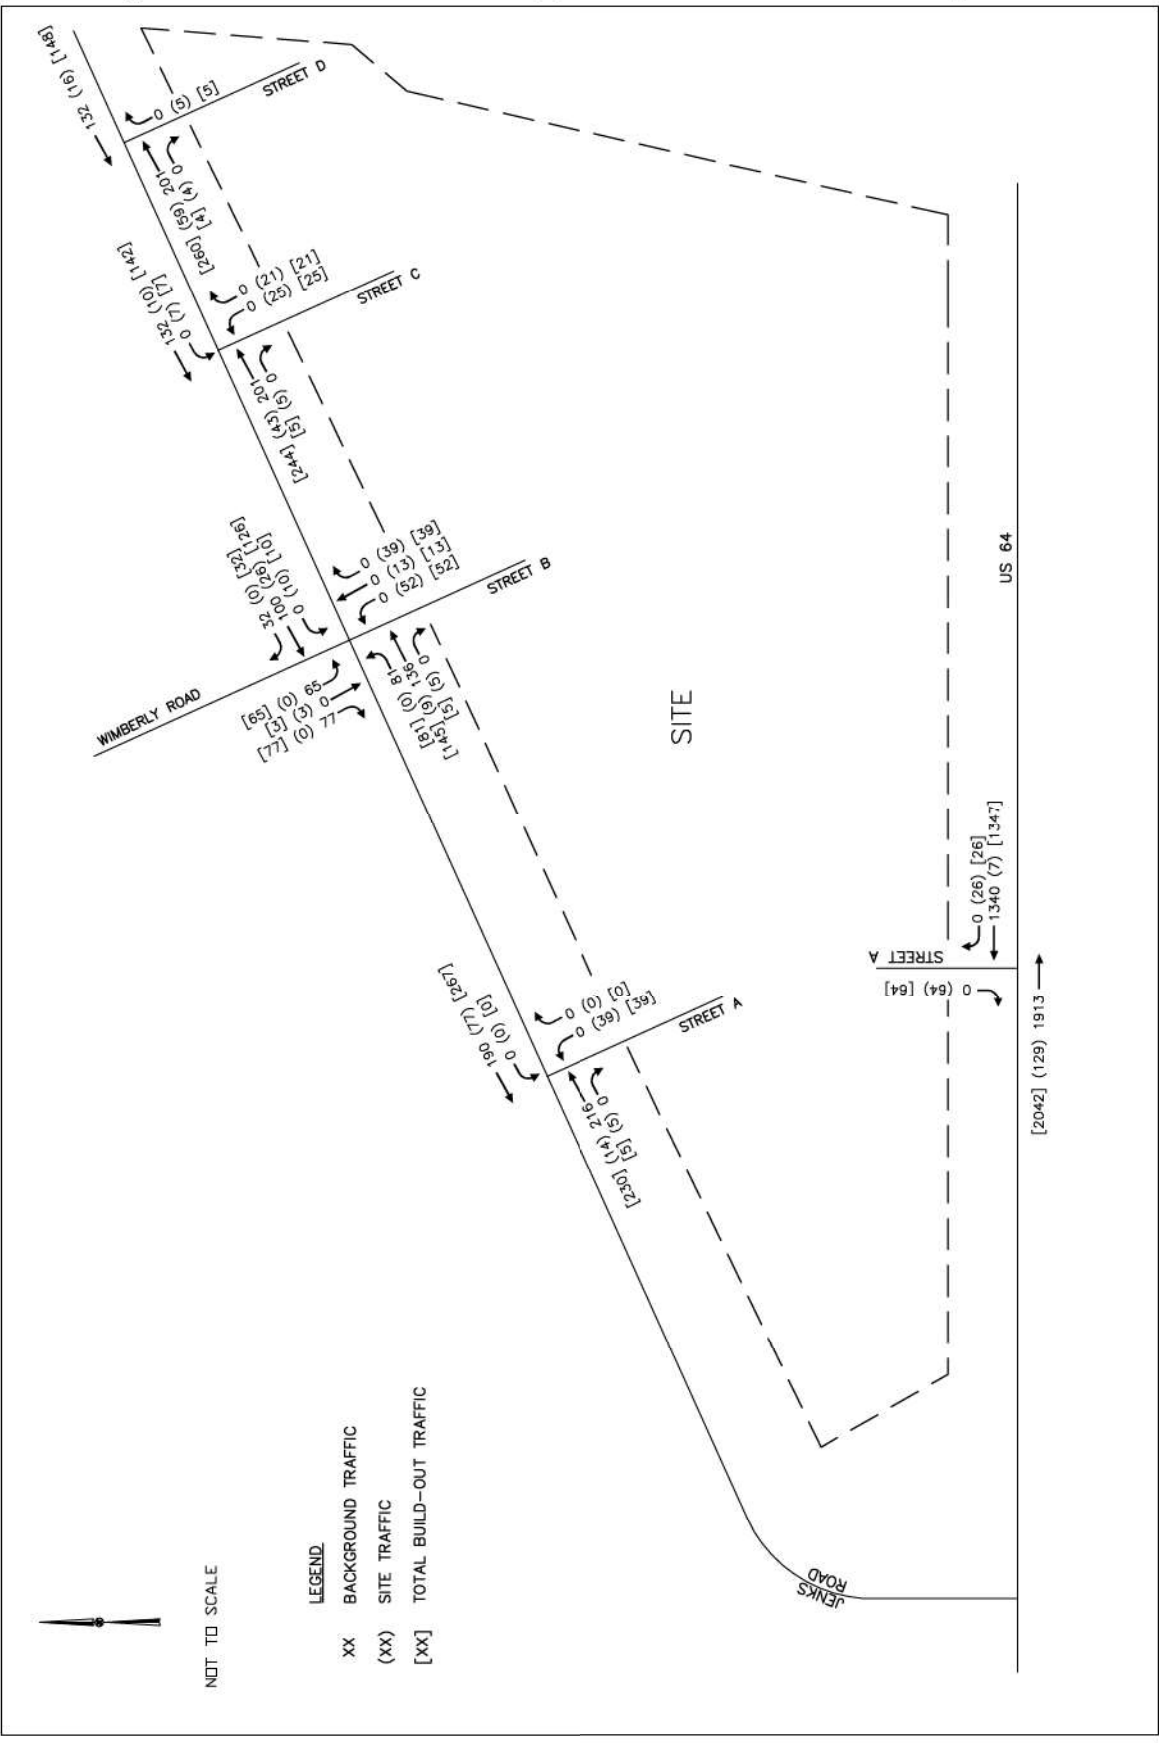 132 (16) [148]
0 (5) [5]
STREET D
[260] (59) 201
[4] (4) 0
132 (10) [142]
0 (7) [7]
0 (21) [21]
0 (25) [25]
STREET C
[244] (43) 201
[5] (5) 0
32 (0) [32]
100 (26) [126]
0 (10) [10]
0 (39) [39]
0 (13) [13]
0 (52) [52]
STREET B
WIMBERLY ROAD
[65] (0) 65
[3] (3) 0
[77] (0) 77
[81] (0) 81
[145] (9) 136
[5] (5) 0
SITE
US 64
190 (77) [267]
0 (0) [0]
0 (0) [0]
0 (39) [39]
STREET A
[230] (14) 216
[5] (5) 0
0 (26) [26]
1340 (7) [1347]
STREET A
0 (64) [64]
[2042] (129) 1913
JENKS
ROAD
NOT TO SCALE
LEGEND
XX BACKGROUND TRAFFIC
(XX) SITE TRAFFIC
[XX] TOTAL BUILD-OUT TRAFFIC